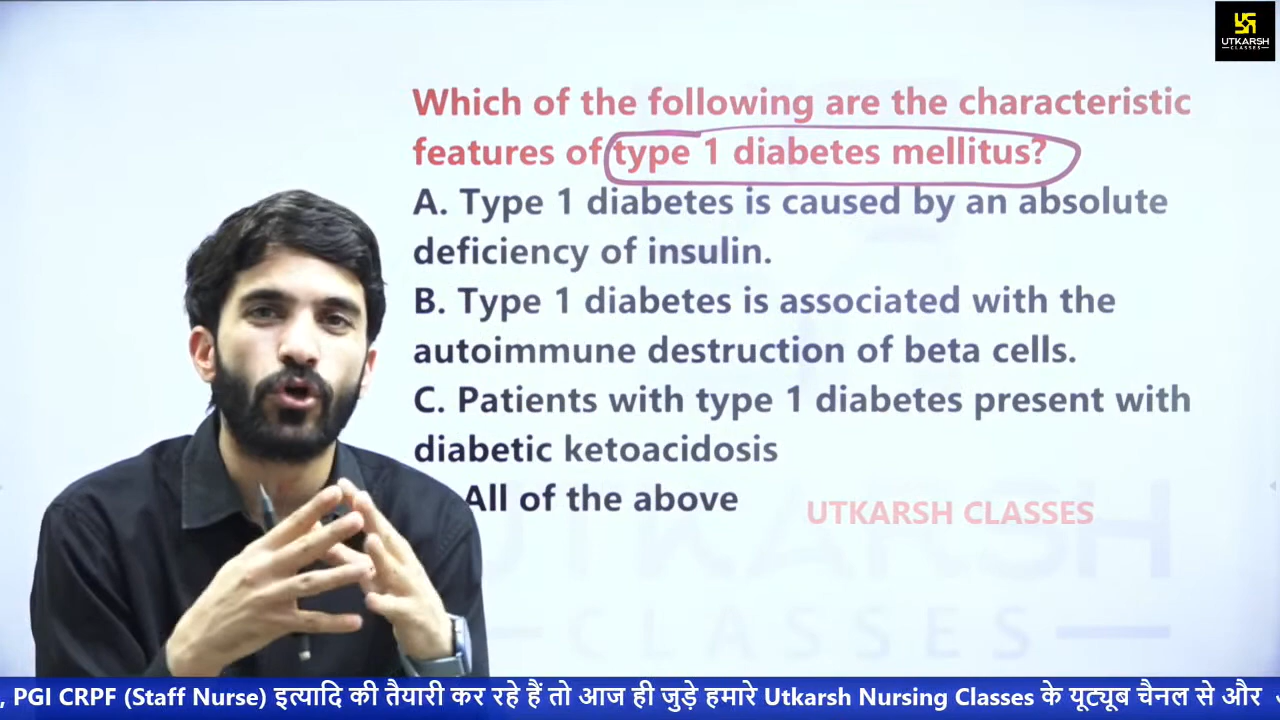 UTKARSH
CLASSES
Which of the following are the characteristic
features of type 1 diabetes mellitus?
A. Type 1 diabetes is caused by an absolute
deficiency of insulin.
B. Type 1 diabetes is associated with the
autoimmune destruction of beta cells.
C. Patients with type 1 diabetes present with
diabetic ketoacidosis
All of the above
UTKARSH CLASSES
UTKARSH
CLASSES
, PGI CRPF (Staff Nurse) इत्यादि की तैयारी कर रहे हैं तो आज ही जुड़े हमारे Utkarsh Nursing Classes के यूट्यूब चैनल से और